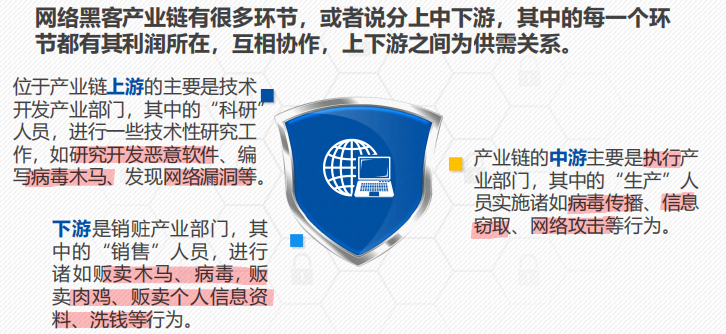 网络黑客产业链有很多环节，或者说分上中下游，其中的每一个环
节都有其利润所在，互相协作，上下游之间为供需关系。
位于产业链上游的主要是技术
开发产业部门，其中的“科研”
人员，进行一些技术性研究工
作，如研究开发恶意软件、编
写病毒木马、发现网络漏洞等。
产业链的中游主要是执行产
业部门，其中的“生产”人
员实施诸如病毒传播、信息
窃取、网络攻击等行为。
下游是销赃产业部门，其
中的“销售”人员，进行
诸如贩卖木马、病毒，贩
卖肉鸡、贩卖个人信息资
料、洗钱等行为。